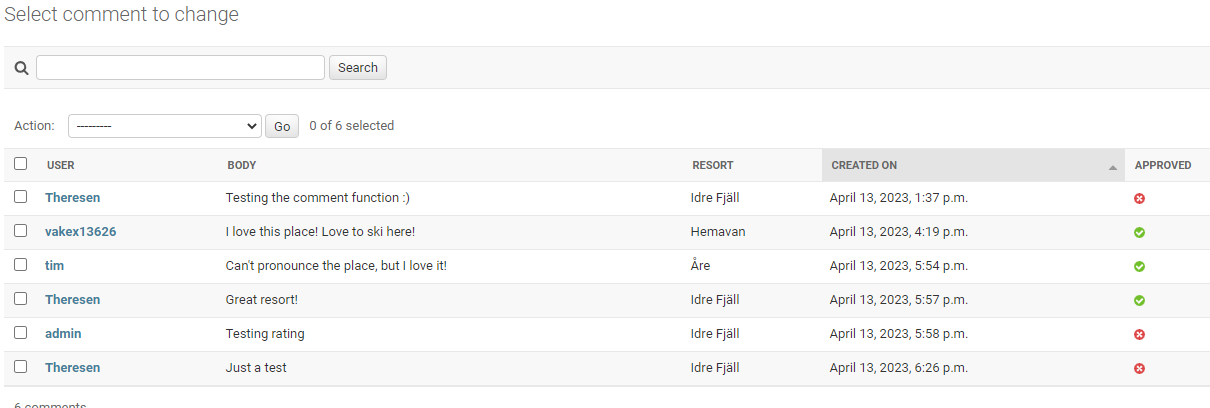 Select comment to change
Search
Action: --------- Go 0 of 6 selected
USER BODY RESORT CREATED ON APPROVED
Theresen Testing the comment function :) Idre Fjäll April 13, 2023, 1:37 p.m.
vakex13626 I love this place! Love to ski here! Hemavan April 13, 2023, 4:19 p.m.
tim Can't pronounce the place, but I love it! Åre April 13, 2023, 5:54 p.m.
Theresen Great resort! Idre Fjäll April 13, 2023, 5:57 p.m.
admin Testing rating Idre Fjäll April 13, 2023, 5:58 p.m.
Theresen Just a test Idre Fjäll April 13, 2023, 6:26 p.m.
6 comments